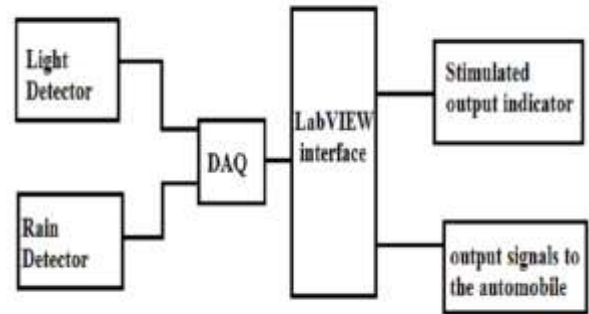 Light
Detector
Rain
Detector
DAQ
LabVIEW
interface
Stimulated
output indicator
output signals to
the automobile